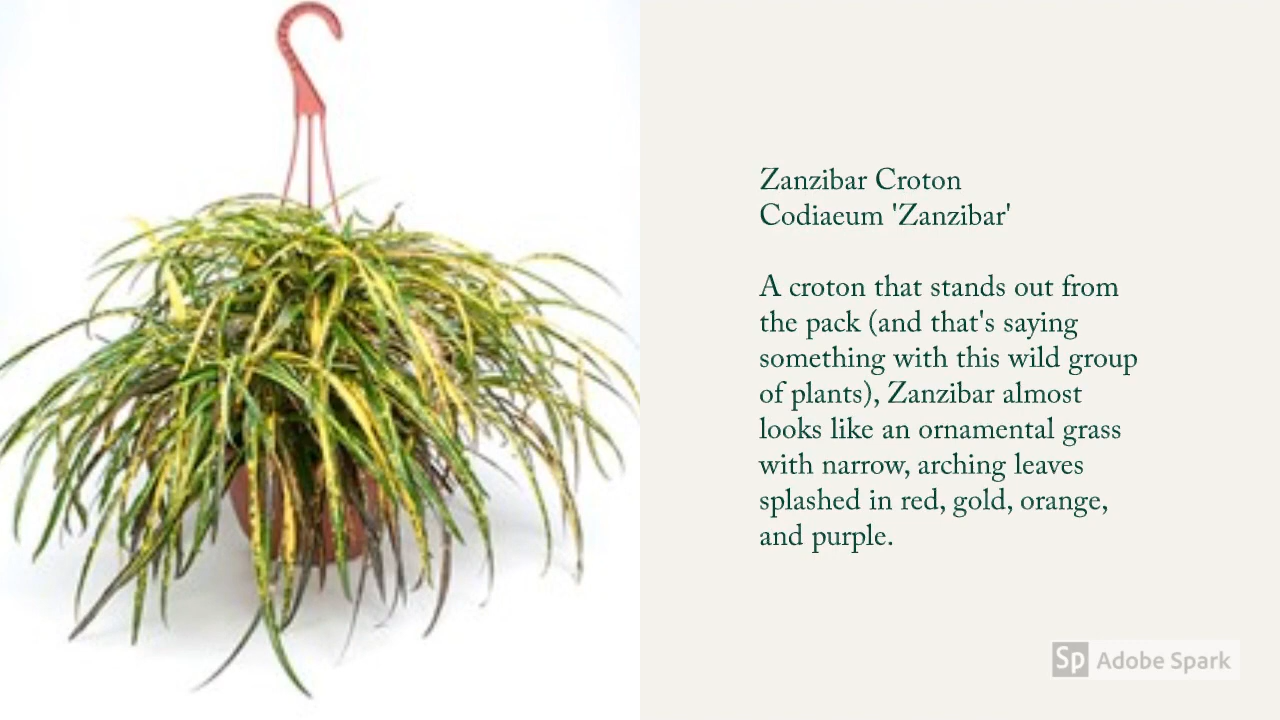 Zanzibar Croton
Codiaeum 'Zanzibar'
A croton that stands out from
the pack (and that's saying
something with this wild group
of plants), Zanzibar almost
looks like an ornamental grass
with narrow, arching leaves
splashed in red, gold, orange,
and purple.
Sp Adobe Spark